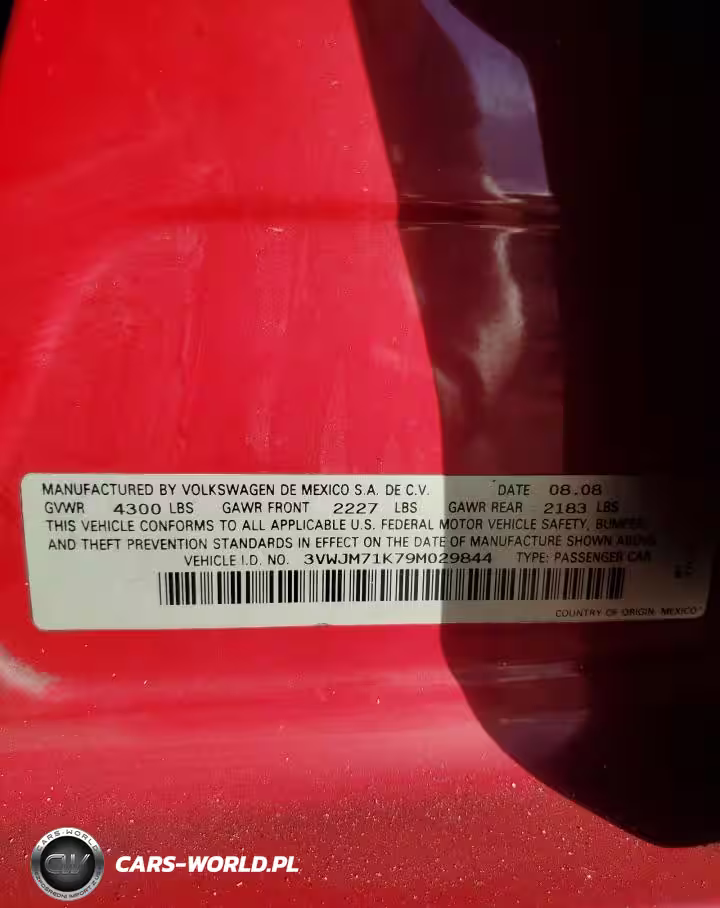 MANUFACTURED BY VOLKSWAGEN DE MEXICO S.A. DE C.V. DATE 08.08
GVWR 4300 LBS GAWR FRONT 2227 LBS GAWR REAR 2183 LBS
THIS VEHICLE CONFORMS TO ALL APPLICABLE U.S. FEDERAL MOTOR VEHICLE SAFETY, BUMPER,
AND THEFT PREVENTION STANDARDS IN EFFECT ON THE DATE OF MANUFACTURE SHOWN ABOVE
VEHICLE I.D. NO. 3VWJM71K79M029844 TYPE: PASSENGER CAR
COUNTRY OF ORIGIN: MEXICO
CARS-WORLD
CW
CARS-WORLD.PL